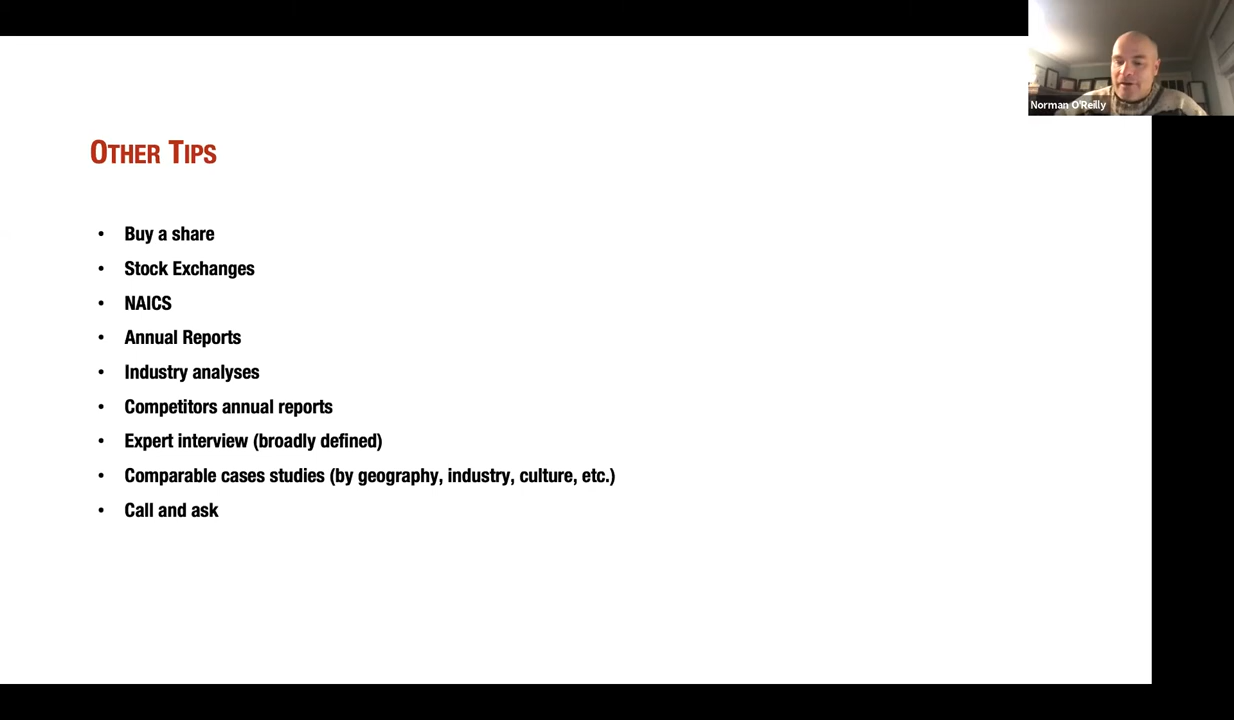 Norman O'Reilly
OTHER TIPS
• Buy a share
• Stock Exchanges
• NAICS
• Annual Reports
• Industry analyses
• Competitors annual reports
• Expert interview (broadly defined)
• Comparable cases studies (by geography, industry, culture, etc.)
• Call and ask